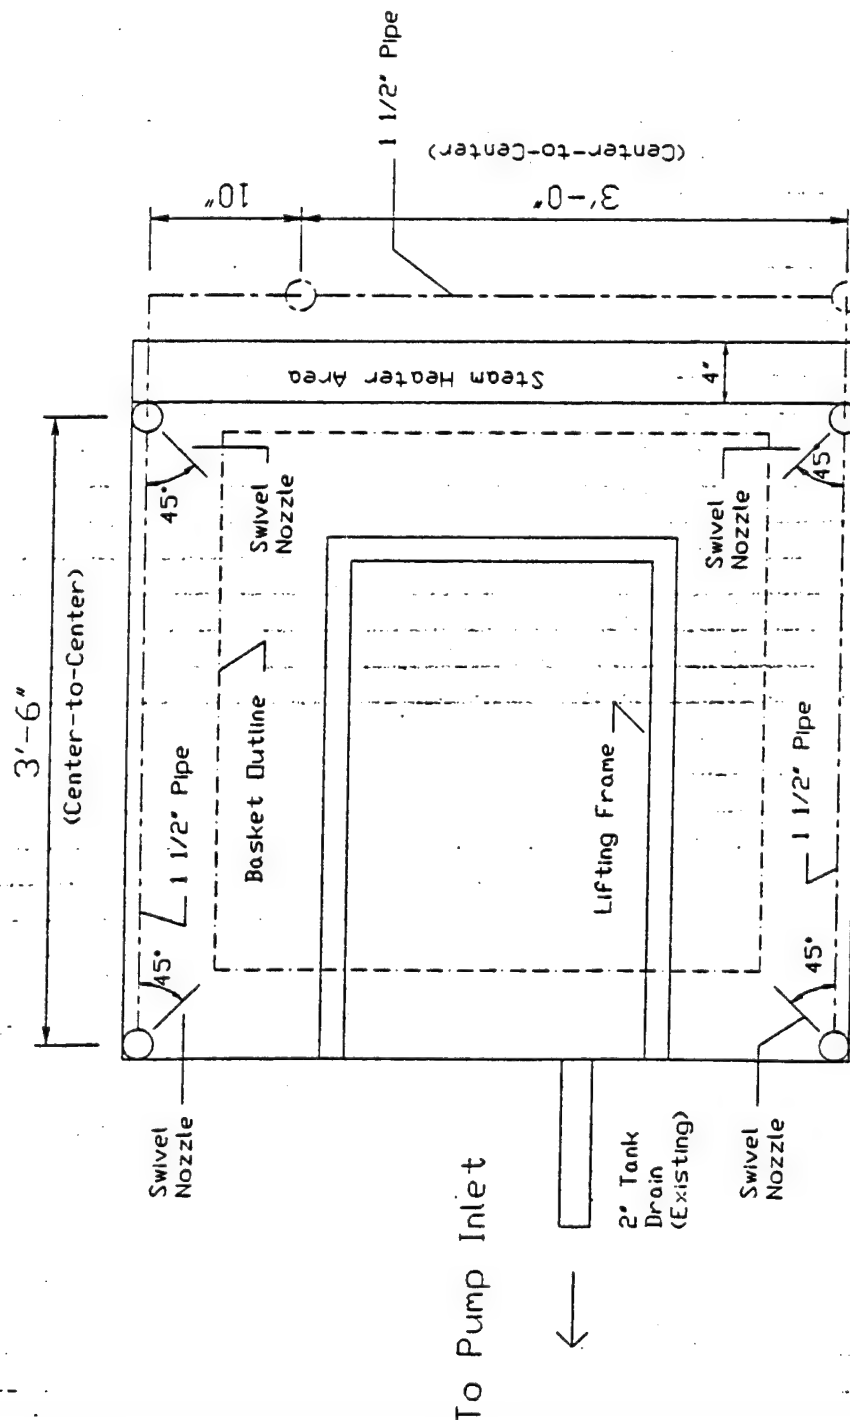 3'-6"
(Center-to-Center)
1 1/2" Pipe
10"
3'-0"
(Center-to-Center)
Steam Heater Area
4"
45°
45°
Swivel
Nozzle
Swivel
Nozzle
45
45°
1 1/2" Pipe
Basket Outline
Lifting Frame
1 1/2" Pipe
Swivel
Nozzle
Swivel
Nozzle
2" Tank
Drain
(Existing)
To Pump Inlet